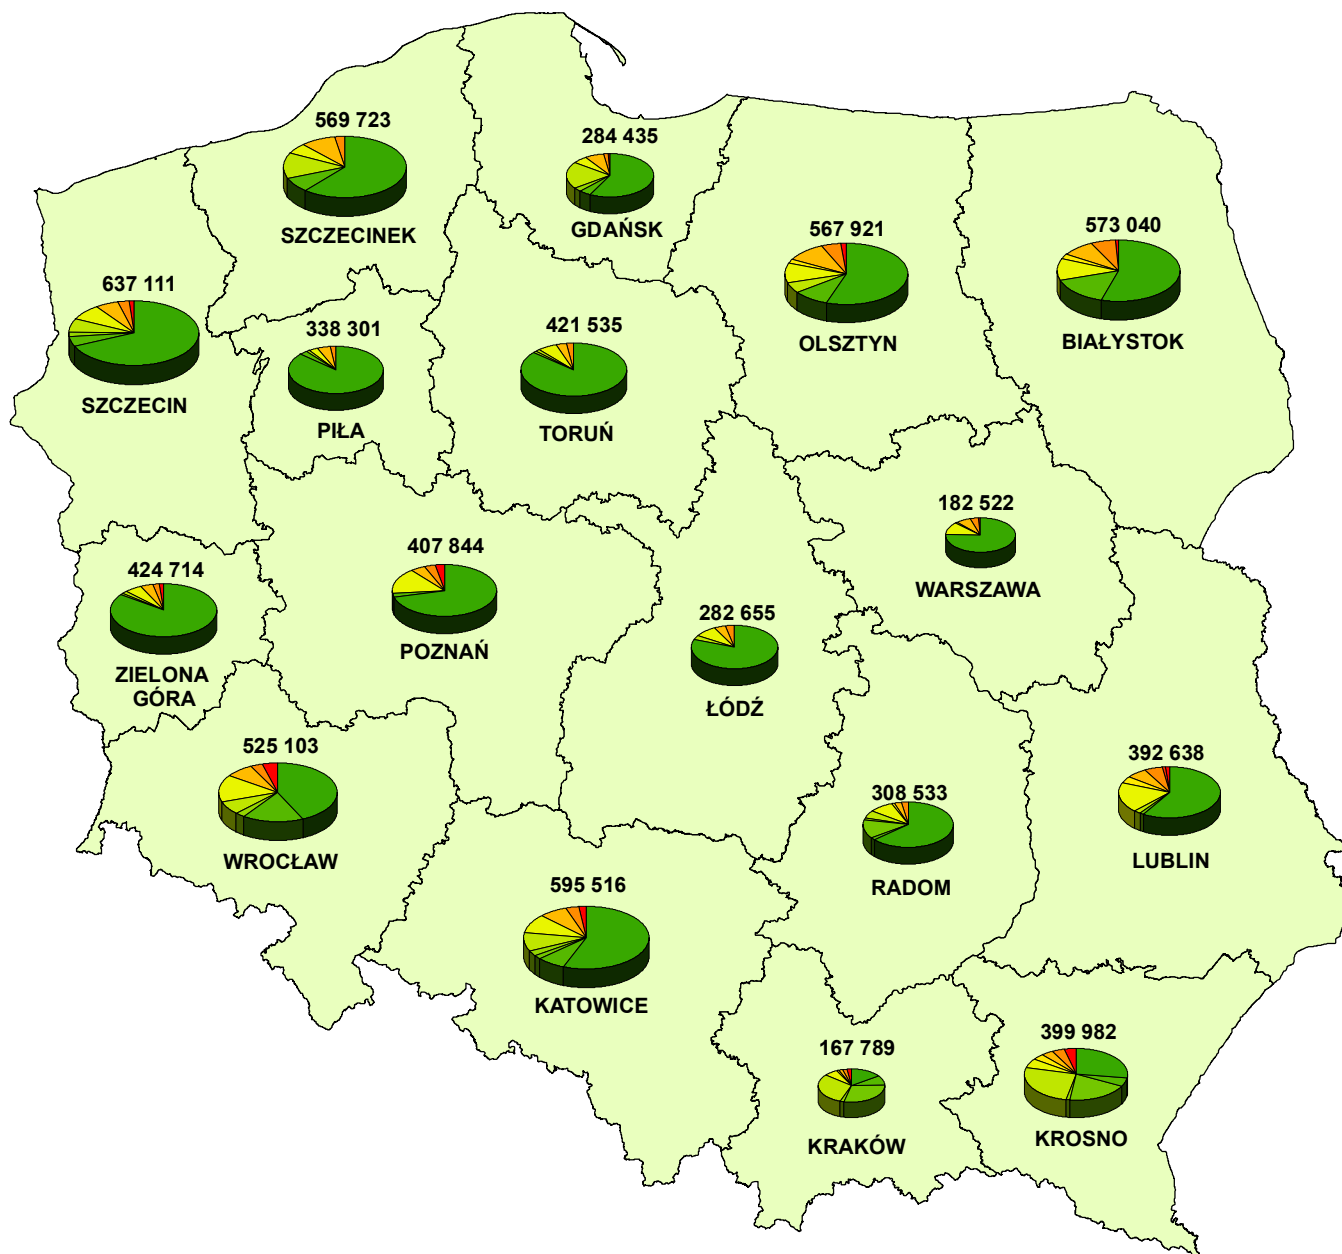 569 723
SZCZECINEK
284 435
GDAŃSK
567 921
OLSZTYN
573 040
BIAŁYSTOK
637 111
SZCZECIN
338 301
PIŁA
421 535
TORUŃ
182 522
WARSZAWA
424 714
ZIELONA
GÓRA
407 844
POZNAŃ
282 655
ŁÓDŹ
525 103
WROCŁAW
308 533
RADOM
392 638
LUBLIN
595 516
KATOWICE
167 789
KRAKÓW
399 982
KROSNO